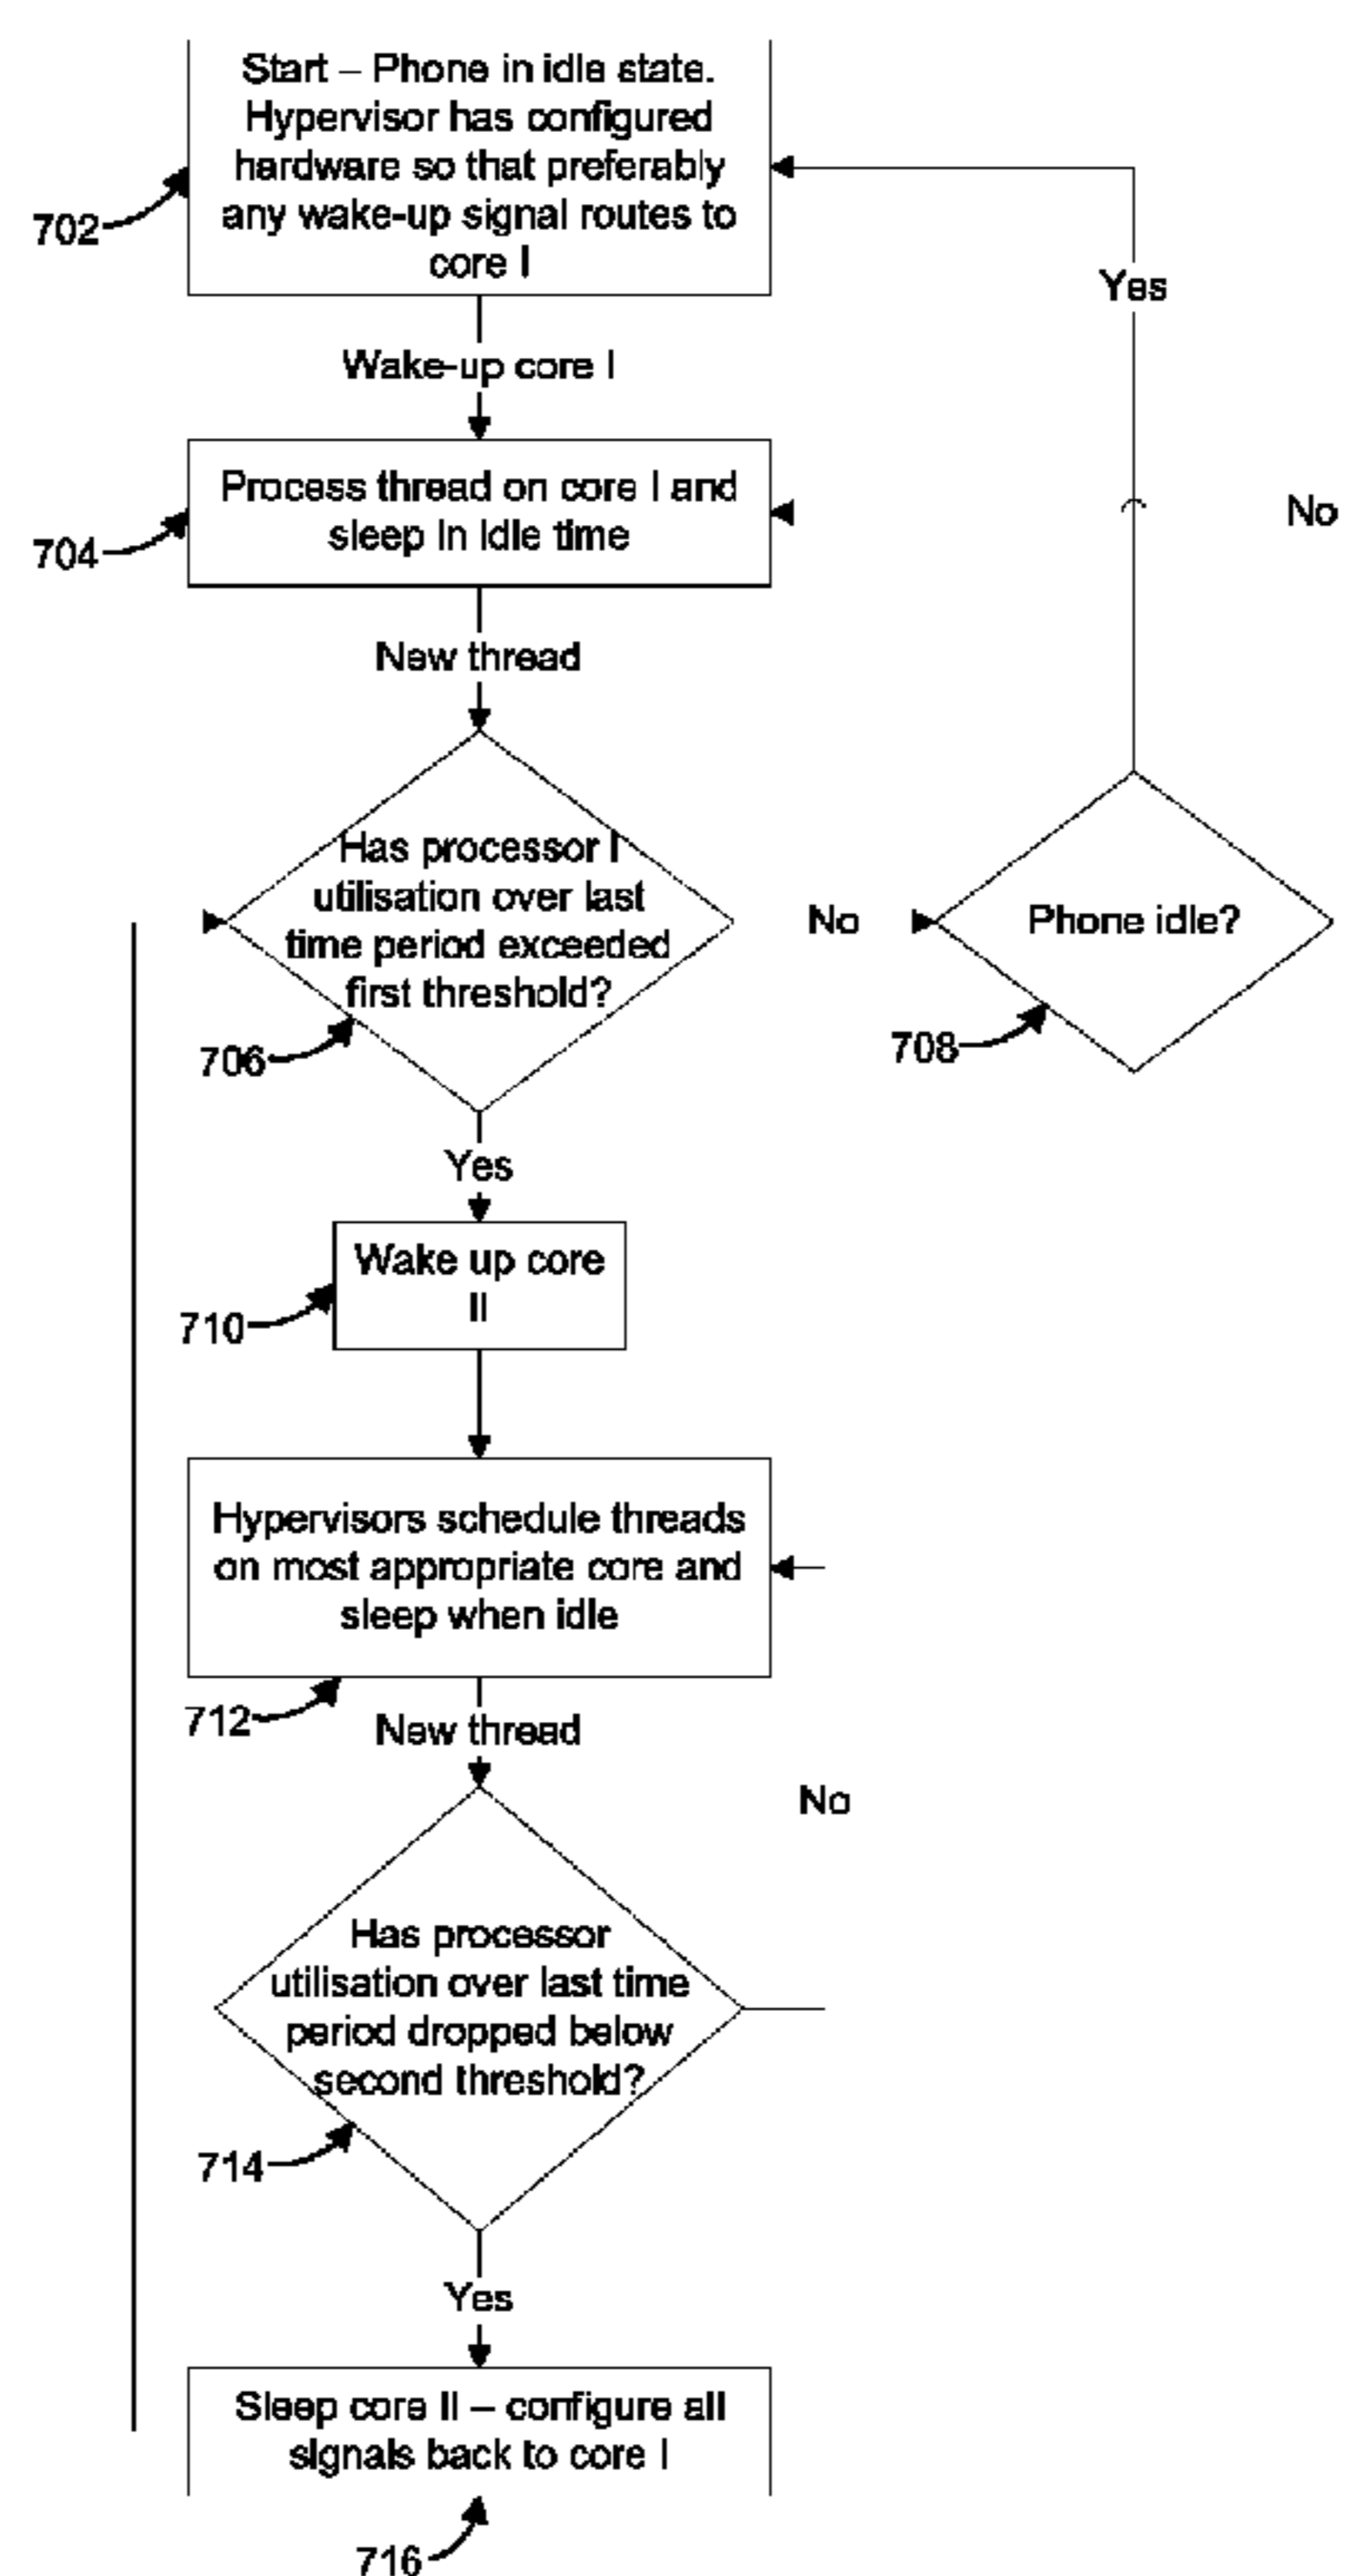 Start – Phone in idle state.
Hypervisor has configured
hardware so that preferably
any wake-up signal routes to
core I
702
Yes
Wake-up core I
Process thread on core I and
sleep in idle time
704
No
New thread
Has processor I
utilisation over last
time period exceeded
first threshold?
706
No
Phone idle?
708
Yes
Wake up core
II
710
Hypervisors schedule threads
on most appropriate core and
sleep when idle
712
New thread
No
Has processor
utilisation over last time
period dropped below
second threshold?
714
Yes
Sleep core II – configure all
signals back to core I
716